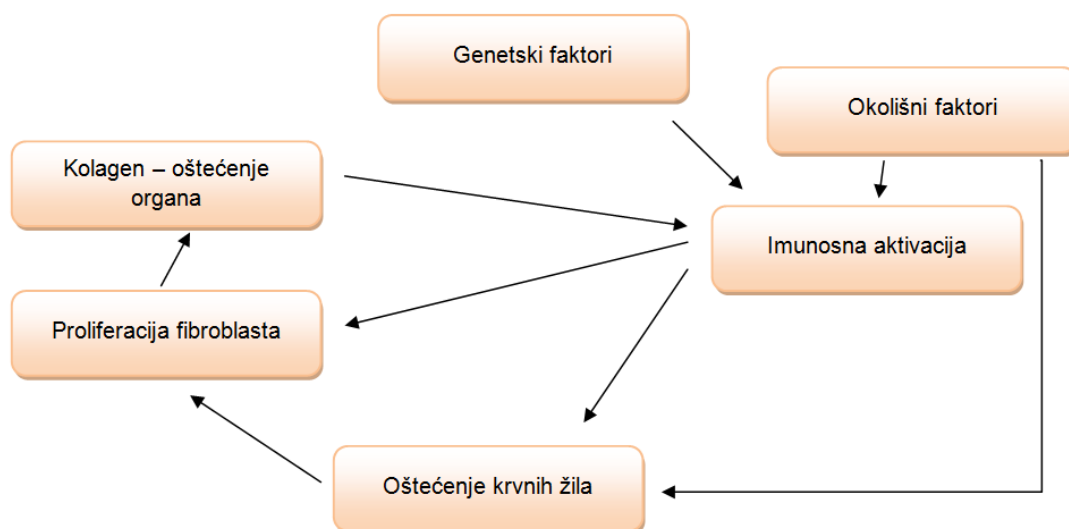 Genetski faktori
Okolišni faktori
Kolagen – oštećenje
organa
Imunosna aktivacija
Proliferacija fibroblasta
Oštećenje krvnih žila